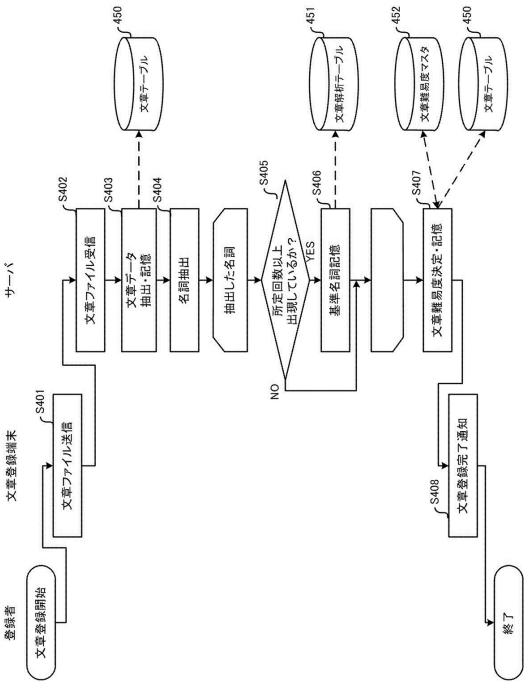 登録者
文章登録端末
サーバ
文章登録開始
S401
文章ファイル送信
S402
文章ファイル受信
S403
文章データ
抽出・記憶
450
文章テーブル
S404
名詞抽出
抽出した名詞
S405
所定回数以上
出現しているか？
YES
NO
S406
基準名詞記憶
451
文章解析テーブル
S407
文章難易度決定・記憶
452
文章難易度マスタ
450
文章テーブル
S408
文章登録完了通知
終了